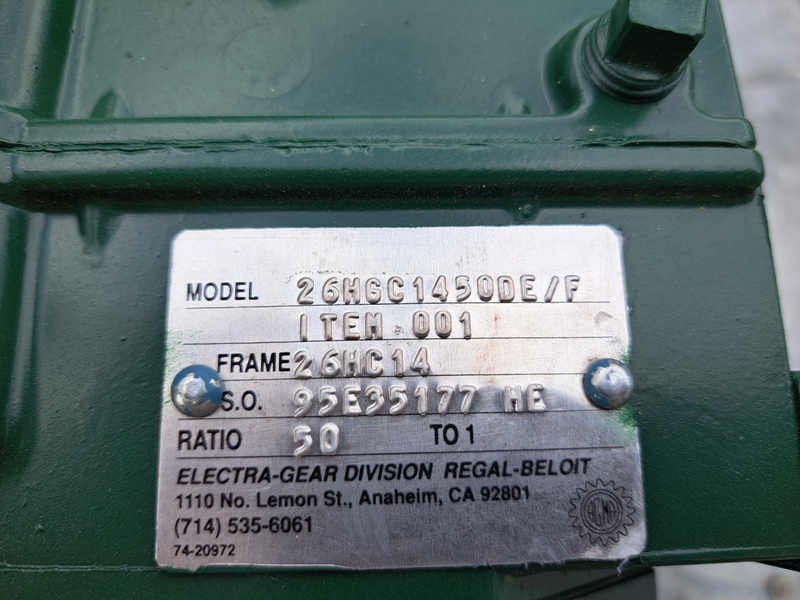 MODEL 26HGC1450DE/F
ITEM 001
FRAME 26HC14
S.O. 95E35177 ME
RATIO 50 TO 1
ELECTRA-GEAR DIVISION REGAL-BELOIT
1110 No. Lemon St., Anaheim, CA 92801
(714) 535-6061
74-20972
AGMA